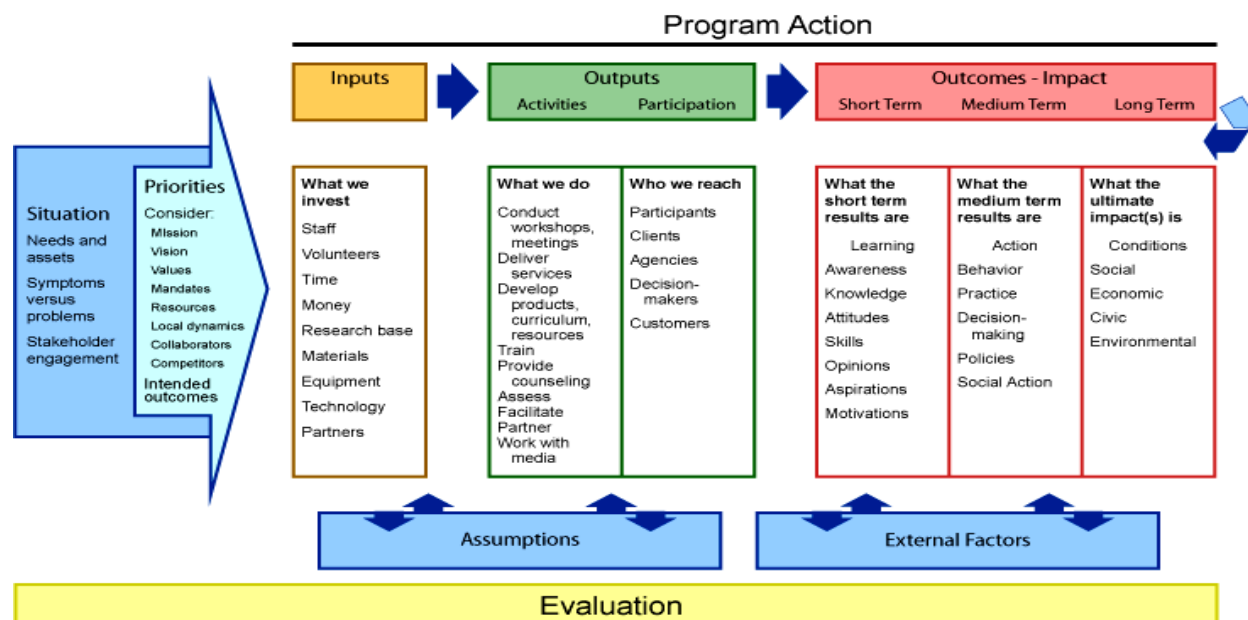 Program Action
Inputs
Outputs
Activities
Participation
Outcomes - Impact
Short Term
Medium Term
Long Term
Situation
Needs and
assets
Symptoms
versus
problems
Stakeholder
engagement
Priorities
Consider:
MIssion
Vision
Values
Mandates
Resources
Local dynamics
Collaborators
Competitors
Intended
outcomes
What we
invest
Staff
Volunteers
Time
Money
Research base
Materials
Equipment
Technology
Partners
What we do
Conduct
workshops,
meetings
Deliver
services
Develop
products,
curriculum,
resources
Train
Provide
counseling
Assess
Facilitate
Partner
Work with
media
Who we reach
Participants
Clients
Agencies
Decision-
makers
Customers
What the
short term
results are
Learning
Awareness
Knowledge
Attitudes
Skills
Opinions
Aspirations
Motivations
What the
medium term
results are
Action
Behavior
Practice
Decision-
making
Policies
Social Action
What the
ultimate
impact(s) is
Conditions
Social
Economic
Civic
Environmental
Assumptions
External Factors
Evaluation